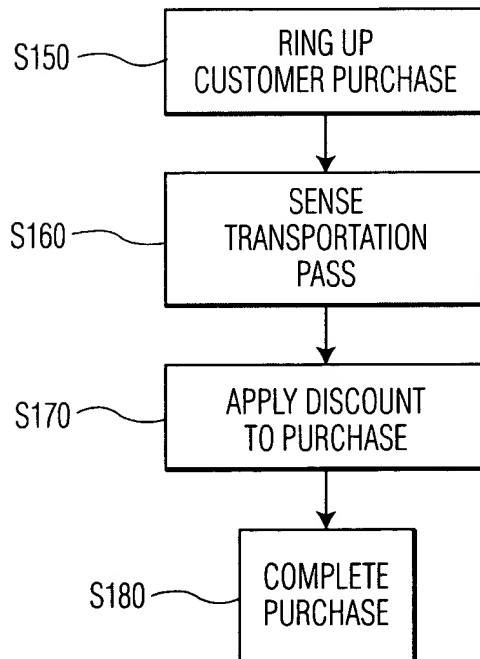 S150
RING UP
CUSTOMER PURCHASE
S160
SENSE
TRANSPORTATION
PASS
S170
APPLY DISCOUNT
TO PURCHASE
S180
COMPLETE
PURCHASE